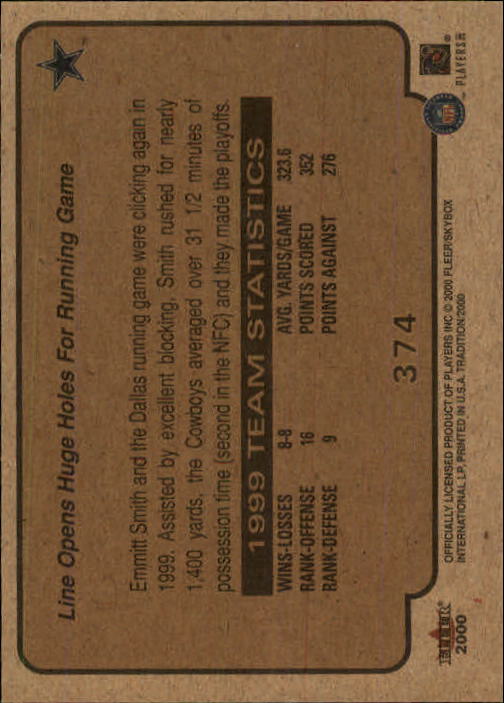 Line Opens Huge Holes For Running Game
Emmitt Smith and the Dallas running game were clicking again in
1999. Assisted by excellent blocking, Smith rushed for nearly
1,400 yards, the Cowboys averaged over 31 1/2 minutes of
possession time (second in the NFC) and they made the playoffs.
1999 TEAM STATISTICS
WINS-LOSSES 8-8 AVG. YARDS/GAME 323.6
RANK-OFFENSE 16 POINTS SCORED 352
RANK-DEFENSE 9 POINTS AGAINST 276
374
FLEER
2000
OFFICIALLY LICENSED PRODUCT OF PLAYERS INC © 2000 FLEER/SKYBOX
INTERNATIONAL LP, PRINTED IN U.S.A. TRADITION/2000
NFL
PLAYERS INC